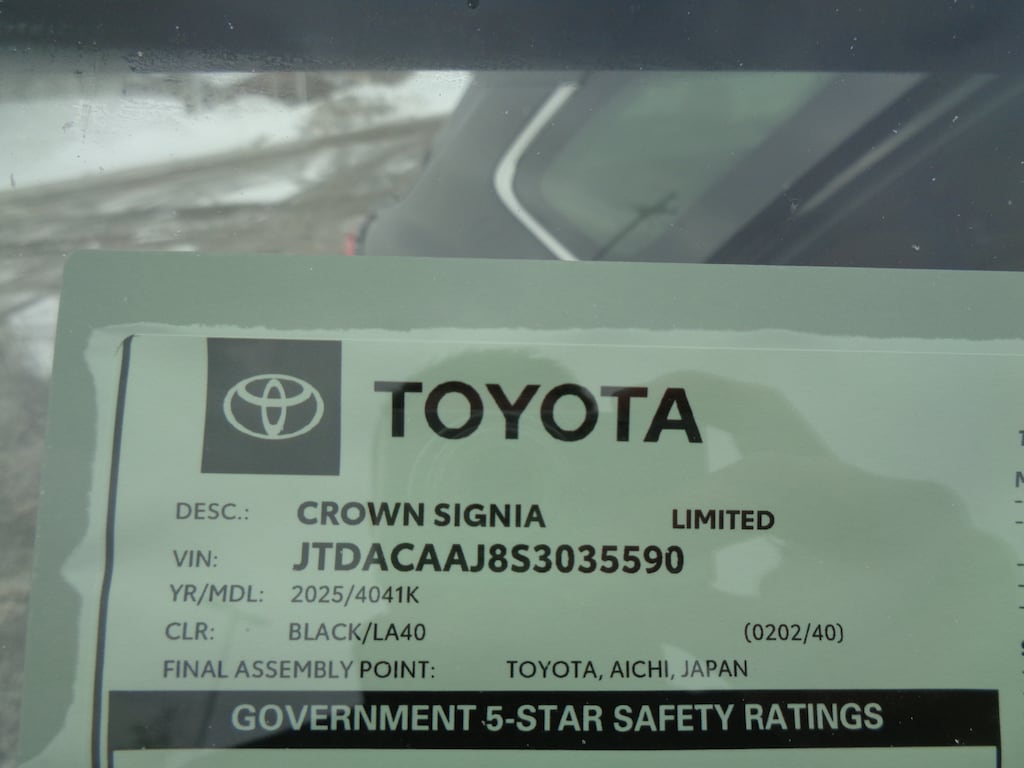 TOYOTA
DESC.: CROWN SIGNIA LIMITED
VIN: JTDACAAJ8S3035590
YR/MDL: 2025/4041K
CLR: BLACK/LA40 (0202/40)
FINAL ASSEMBLY POINT: TOYOTA, AICHI, JAPAN
GOVERNMENT 5-STAR SAFETY RATINGS